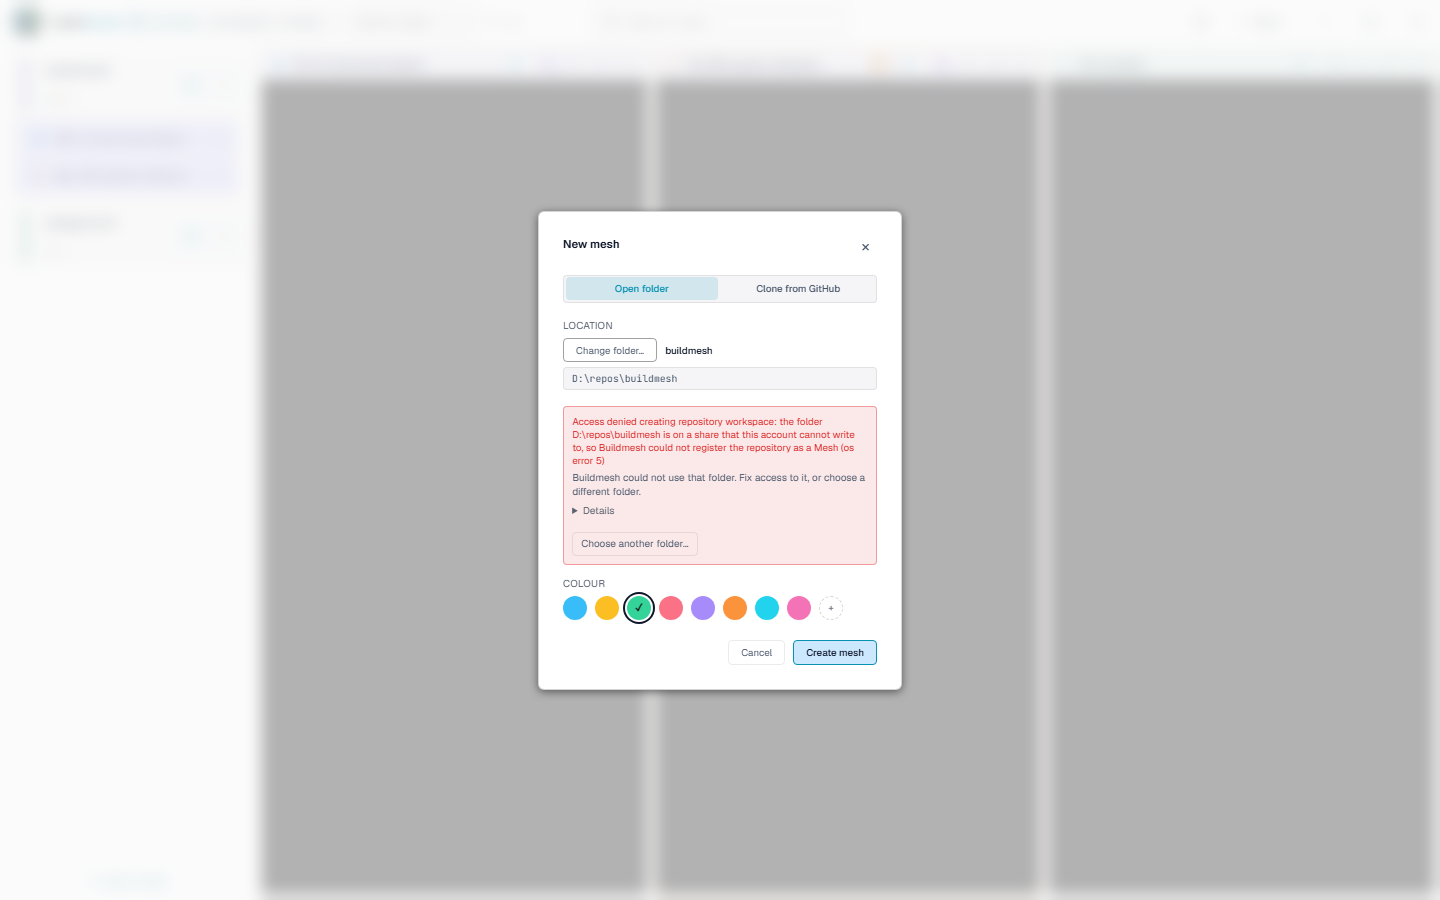 New mesh
✕
Open folder
Clone from GitHub
LOCATION
Change folder...
buildmesh
D:\repos\buildmesh
Access denied creating repository workspace: the folder
D:\repos\buildmesh is on a share that this account cannot write
to, so Buildmesh could not register the repository as a Mesh (os
error 5)
Buildmesh could not use that folder. Fix access to it, or choose a
different folder.
▶ Details
Choose another folder...
COLOUR
✓
+
Cancel
Create mesh